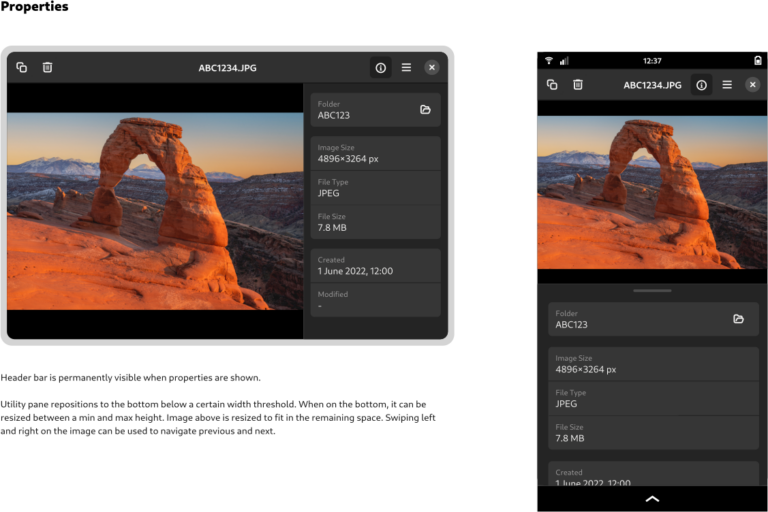 Properties
ABC1234.JPG
Folder
ABC123
Image Size
4896×3264 px
File Type
JPEG
File Size
7.8 MB
Created
1 June 2022, 12:00
Modified
-
Header bar is permanently visible when properties are shown.
Utility pane repositions to the bottom below a certain width threshold. When on the bottom, it can be
resized between a min and max height. Image above is resized to fit in the remaining space. Swiping left
and right on the image can be used to navigate previous and next.
12:37
ABC1234.JPG
Folder
ABC123
Image Size
4896×3264 px
File Type
JPEG
File Size
7.8 MB
Created
1 June 2022, 12:00